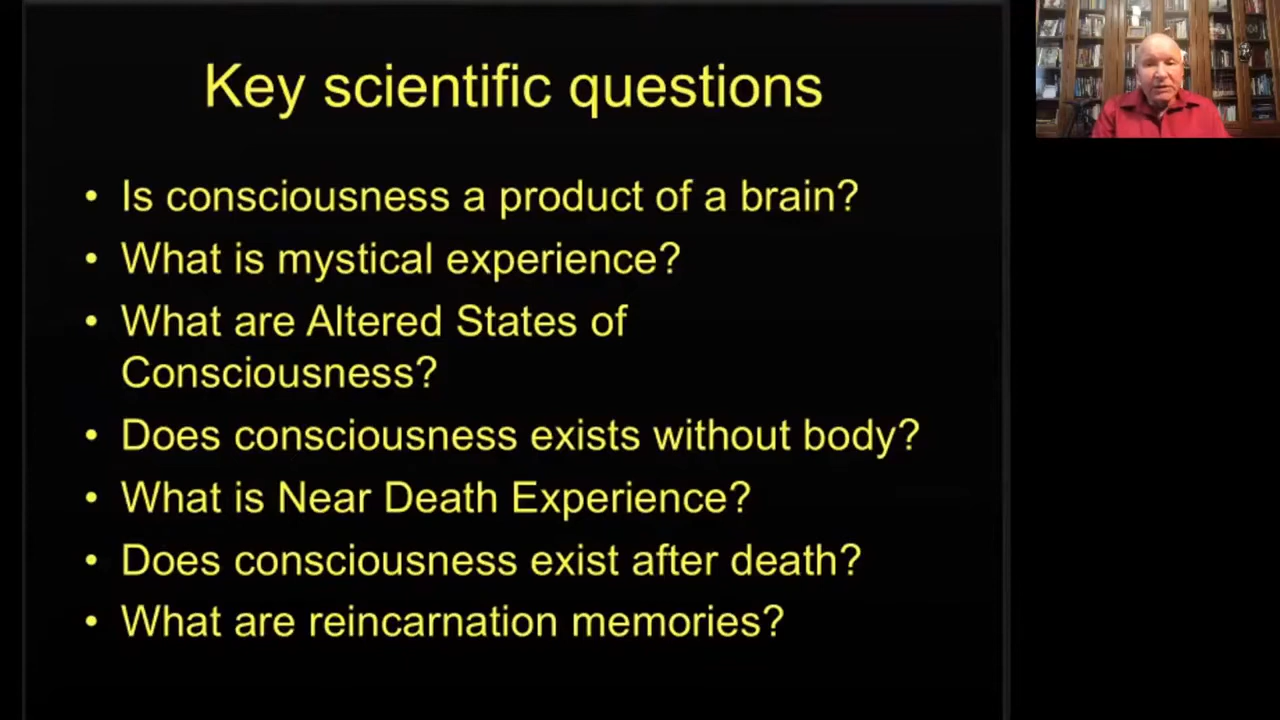 Key scientific questions
• Is consciousness a product of a brain?
• What is mystical experience?
• What are Altered States of
Consciousness?
• Does consciousness exists without body?
• What is Near Death Experience?
• Does consciousness exist after death?
• What are reincarnation memories?